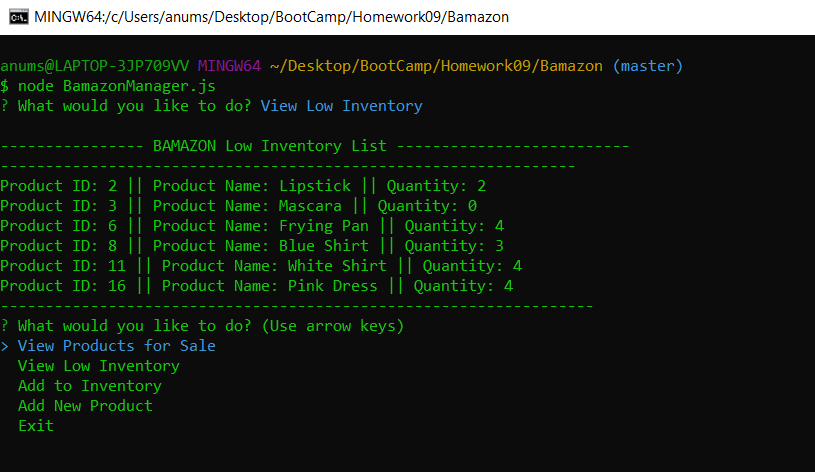 MINGW64:/c/Users/anums/Desktop/BootCamp/Homework09/Bamazon
anums@LAPTOP-3JP709VV MINGW64 ~/Desktop/BootCamp/Homework09/Bamazon (master)
$ node BamazonManager.js
? What would you like to do? View Low Inventory
---------------- BAMAZON Low Inventory List --------------------------
----------------------------------------------------------------
Product ID: 2 || Product Name: Lipstick || Quantity: 2
Product ID: 3 || Product Name: Mascara || Quantity: 0
Product ID: 6 || Product Name: Frying Pan || Quantity: 4
Product ID: 8 || Product Name: Blue Shirt || Quantity: 3
Product ID: 11 || Product Name: White Shirt || Quantity: 4
Product ID: 16 || Product Name: Pink Dress || Quantity: 4
------------------------------------------------------------------
? What would you like to do? (Use arrow keys)
> View Products for Sale
View Low Inventory
Add to Inventory
Add New Product
Exit